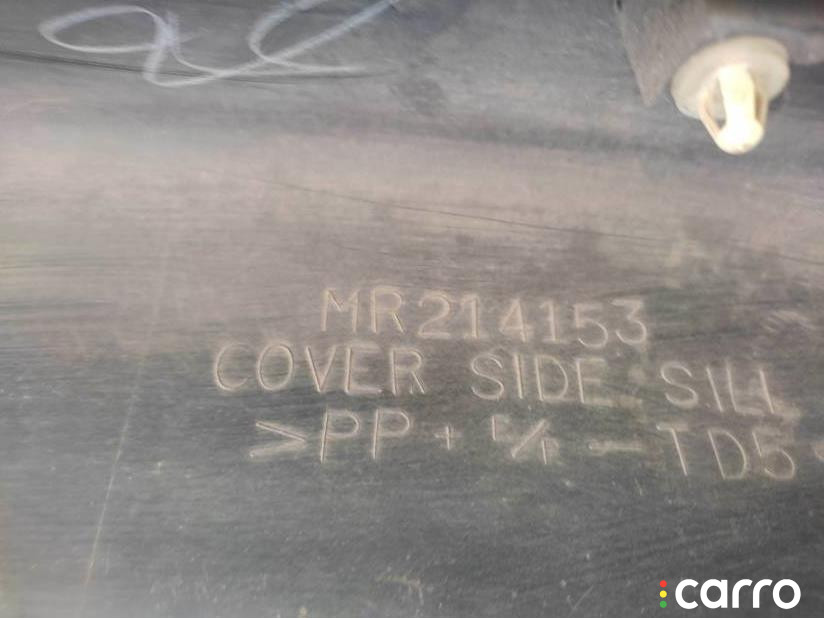 MR214153
COVER SIDE SILL
>PP + E/P - TD5<
carro